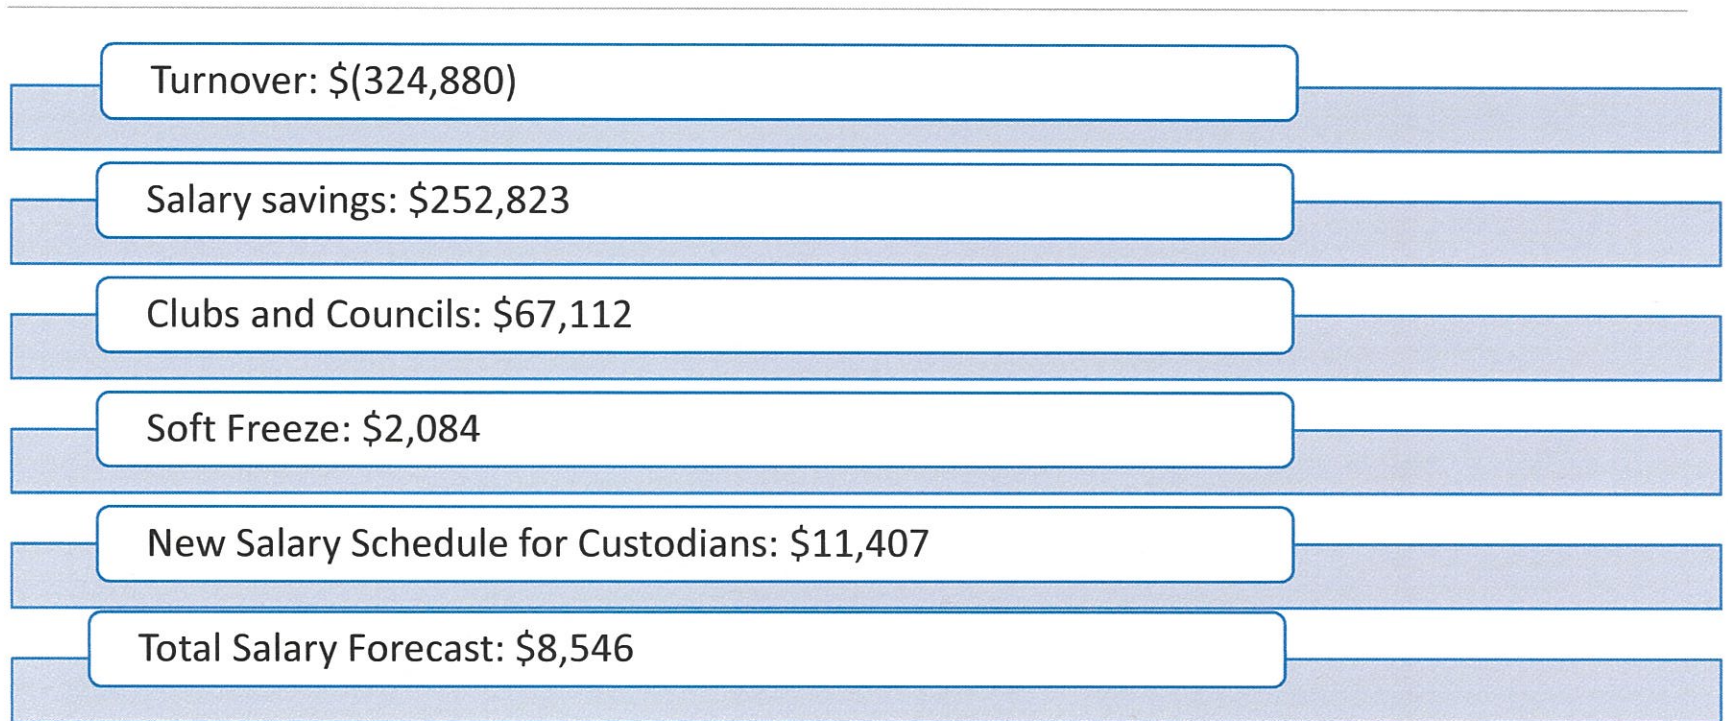 Turnover: $(324,880)
Salary savings: $252,823
Clubs and Councils: $67,112
Soft Freeze: $2,084
New Salary Schedule for Custodians: $11,407
Total Salary Forecast: $8,546